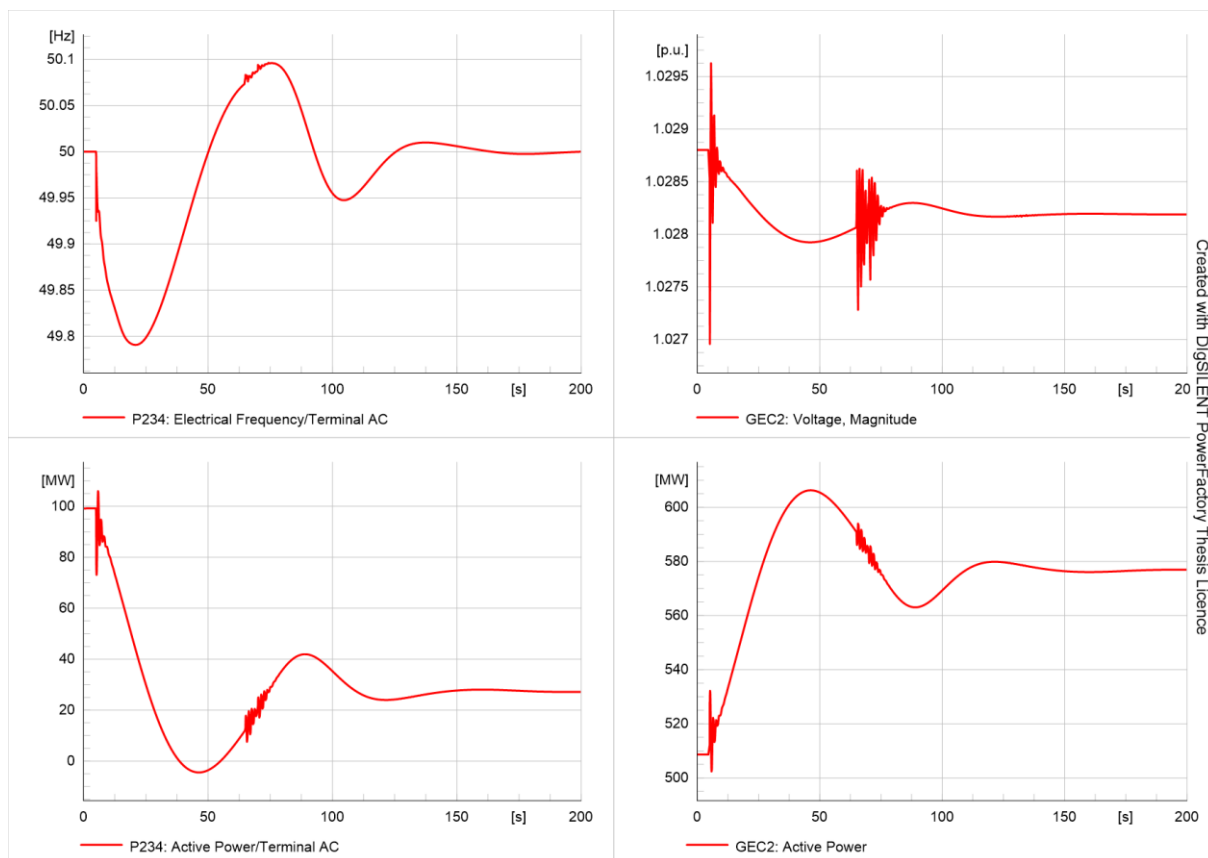 [Hz]
50.1
50.05
50
49.95
49.9
49.85
49.8
0 50 100 150 [s] 200
P234: Electrical Frequency/Terminal AC
[p.u.]
1.0295
1.029
1.0285
1.028
1.0275
1.027
0 50 100 150 [s] 200
GEC2: Voltage, Magnitude
[MW]
100
80
60
40
20
0
0 50 100 150 [s] 200
P234: Active Power/Terminal AC
[MW]
600
580
560
540
520
500
0 50 100 150 [s] 200
GEC2: Active Power
Created with DIgSILENT PowerFactory Thesis Licence